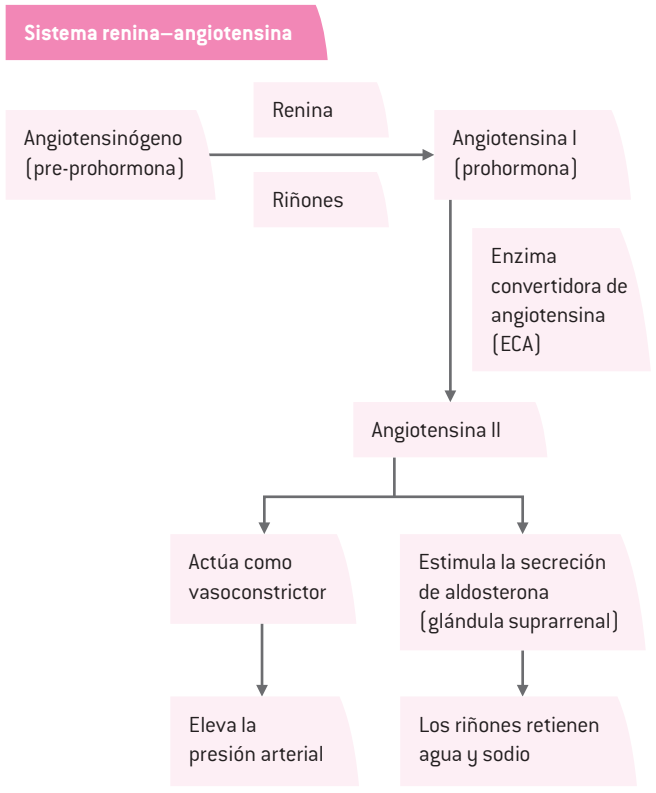 Sistema renina–angiotensina
Renina
Angiotensinógeno
(pre-prohormona)
Riñones
Angiotensina I
(prohormona)
Enzima
convertidora de
angiotensina
(ECA)
Angiotensina II
Actúa como
vasoconstrictor
Estimula la secreción
de aldosterona
(glándula suprarrenal)
Eleva la
presión arterial
Los riñones retienen
agua y sodio